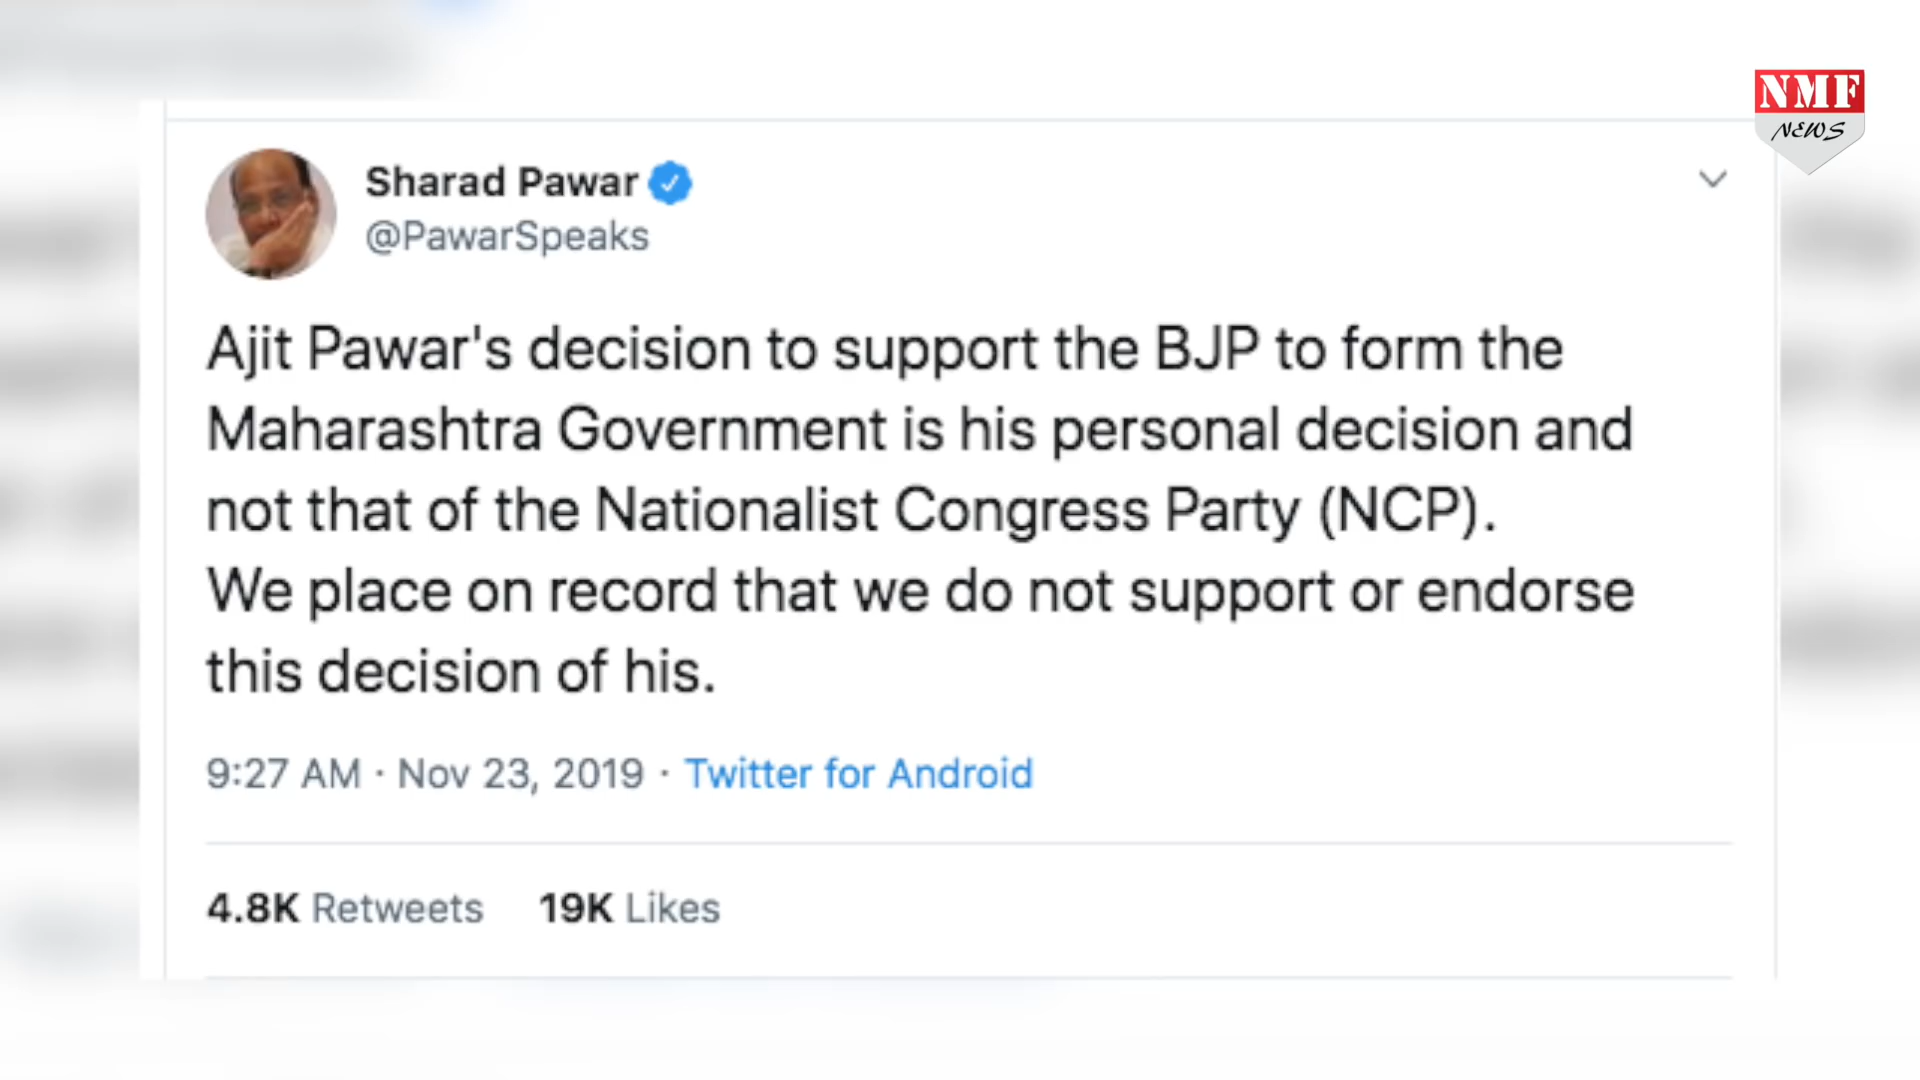 NMF
NEWS
Sharad Pawar
@PawarSpeaks
Ajit Pawar's decision to support the BJP to form the
Maharashtra Government is his personal decision and
not that of the Nationalist Congress Party (NCP).
We place on record that we do not support or endorse
this decision of his.
9:27 AM · Nov 23, 2019 · Twitter for Android
4.8K Retweets 19K Likes